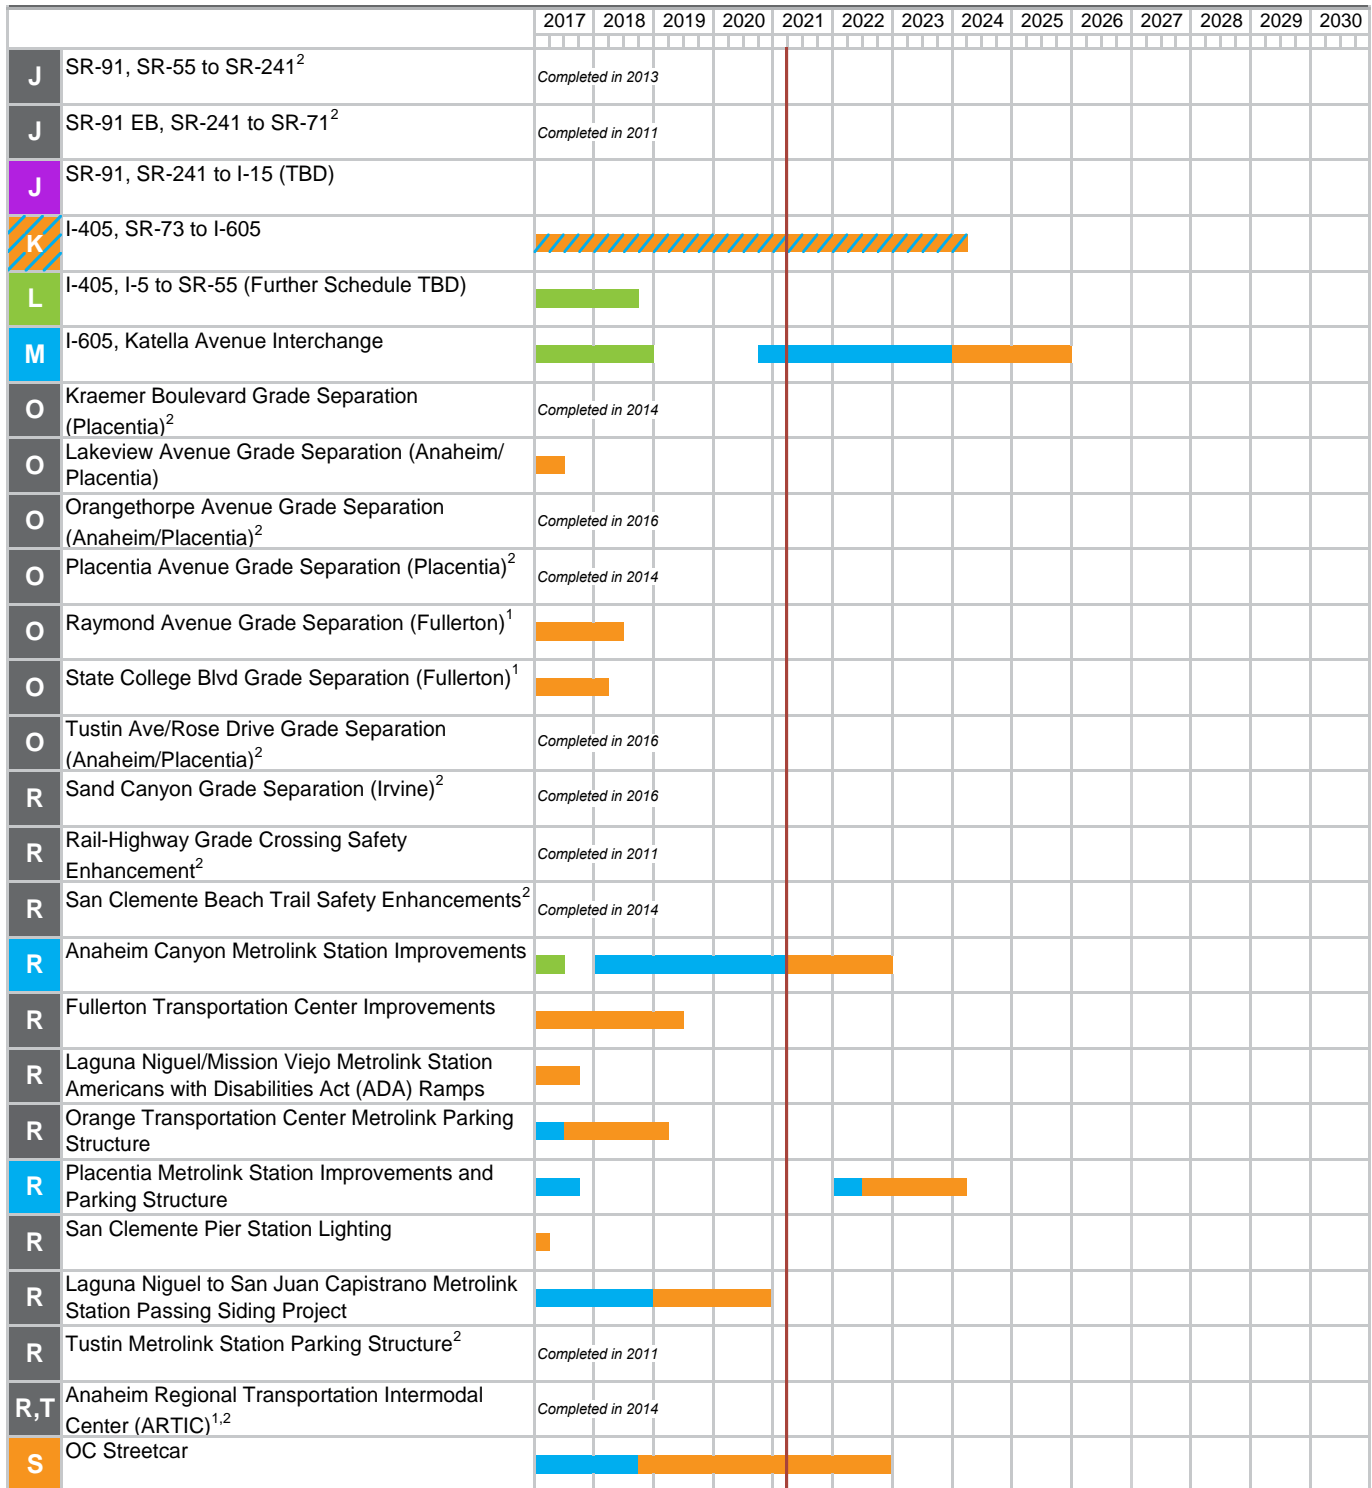 2017 2018 2019 2020 2021 2022 2023 2024 2025 2026 2027 2028 2029 2030
J SR-91, SR-55 to SR-241² Completed in 2013
J SR-91 EB, SR-241 to SR-71² Completed in 2011
J SR-91, SR-241 to I-15 (TBD)
K I-405, SR-73 to I-605
L I-405, I-5 to SR-55 (Further Schedule TBD)
M I-605, Katella Avenue Interchange
O Kraemer Boulevard Grade Separation
(Placentia)² Completed in 2014
O Lakeview Avenue Grade Separation (Anaheim/
Placentia)
O Orangethorpe Avenue Grade Separation
(Anaheim/Placentia)² Completed in 2016
O Placentia Avenue Grade Separation (Placentia)² Completed in 2014
O Raymond Avenue Grade Separation (Fullerton)¹
O State College Blvd Grade Separation (Fullerton)¹
O Tustin Ave/Rose Drive Grade Separation
(Anaheim/Placentia)² Completed in 2016
R Sand Canyon Grade Separation (Irvine)² Completed in 2016
R Rail-Highway Grade Crossing Safety
Enhancement² Completed in 2011
R San Clemente Beach Trail Safety Enhancements² Completed in 2014
R Anaheim Canyon Metrolink Station Improvements
R Fullerton Transportation Center Improvements
R Laguna Niguel/Mission Viejo Metrolink Station
Americans with Disabilities Act (ADA) Ramps
R Orange Transportation Center Metrolink Parking
Structure
R Placentia Metrolink Station Improvements and
Parking Structure
R San Clemente Pier Station Lighting
R Laguna Niguel to San Juan Capistrano Metrolink
Station Passing Siding Project
R Tustin Metrolink Station Parking Structure² Completed in 2011
R,T Anaheim Regional Transportation Intermodal
Center (ARTIC)¹,² Completed in 2014
S OC Streetcar